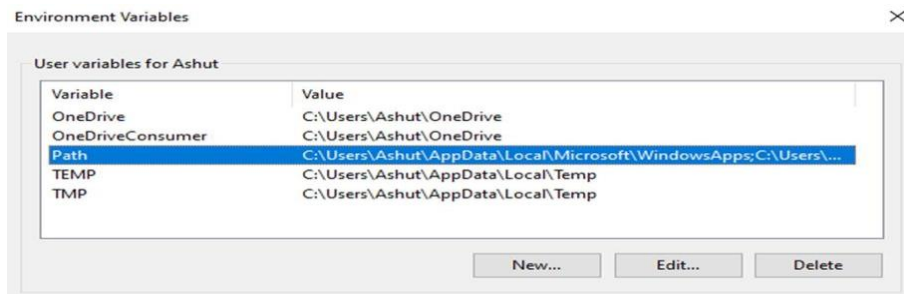 Environment Variables
User variables for Ashut
Variable Value
OneDrive C:\Users\Ashut\OneDrive
OneDriveConsumer C:\Users\Ashut\OneDrive
Path C:\Users\Ashut\AppData\Local\Microsoft\WindowsApps;C:\Users\...
TEMP C:\Users\Ashut\AppData\Local\Temp
TMP C:\Users\Ashut\AppData\Local\Temp
New... Edit... Delete